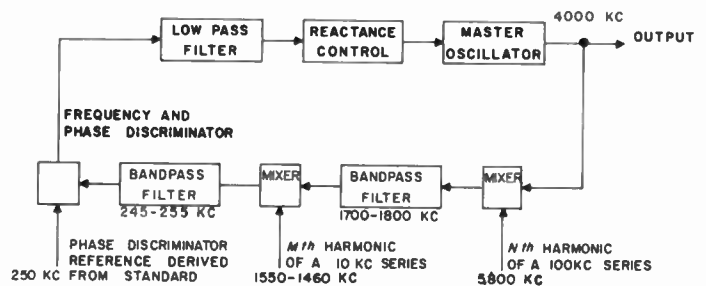 4000 KC
LOW PASS
FILTER
REACTANCE
CONTROL
MASTER
OSCILLATOR
OUTPUT
FREQUENCY AND
PHASE DISCRIMINATOR
BANDPASS
FILTER
245-255 KC
MIXER
BANDPASS
FILTER
1700-1800 KC
MIXER
PHASE DISCRIMINATOR
REFERENCE DERIVED
250 KC FROM STANDARD
Mth HARMONIC
OF A 10 KC SERIES
1550-1460 KC
Nth HARMONIC
OF A 100KC SERIES
5,800 KC